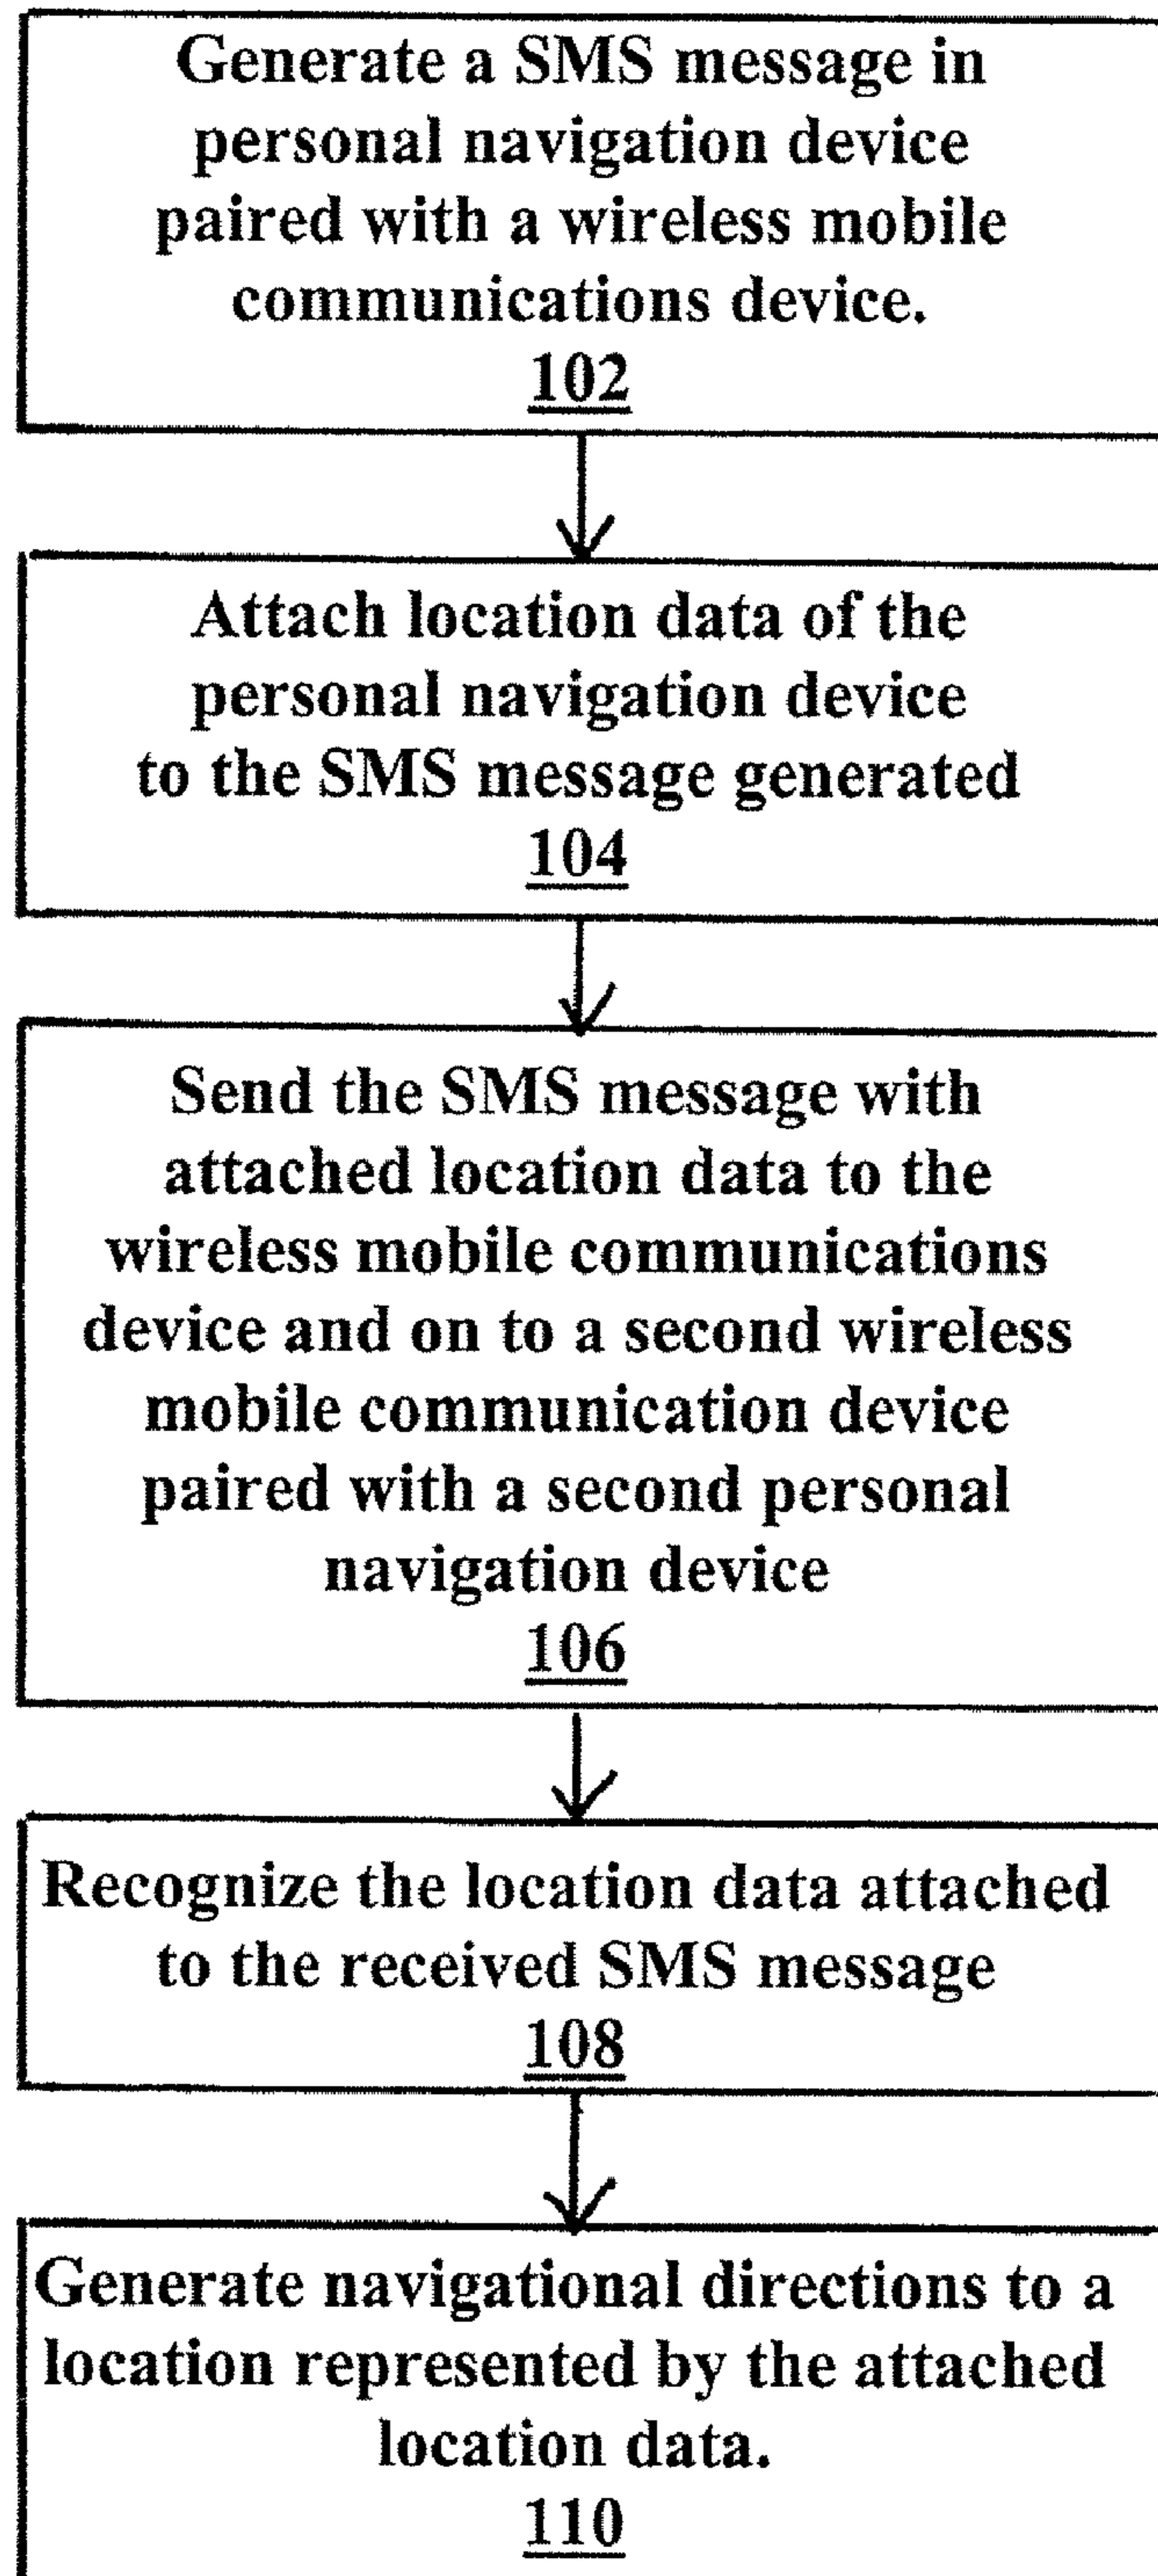 Generate a SMS message in
personal navigation device
paired with a wireless mobile
communications device.
102
Attach location data of the
personal navigation device
to the SMS message generated
104
Send the SMS message with
attached location data to the
wireless mobile communications
device and on to a second wireless
mobile communication device
paired with a second personal
navigation device
106
Recognize the location data attached
to the received SMS message
108
Generate navigational directions to a
location represented by the attached
location data.
110